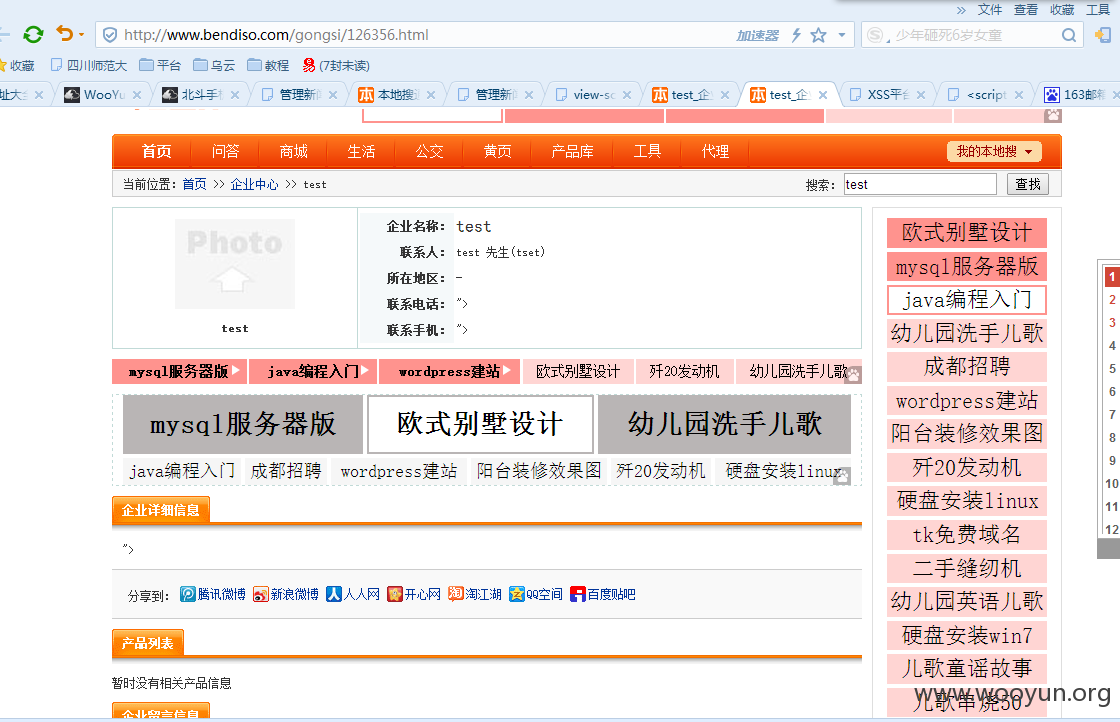 » 文件 查看 收藏 工具
http://www.bendiso.com/gongsi/126356.html 加速器 少年砸死6岁女童
收藏 四川师范大 平台 乌云 教程 (7封未读)
址大 WooYu 北斗手 管理新 本地搜 管理新 view-sc test_企 test_企 XSS平台 <script 163邮箱
首页 问答 商城 生活 公交 黄页 产品库 工具 代理 我的本地搜
当前位置: 首页 >> 企业中心 >> test 搜索: test 查找
Photo
test
企业名称: test
联系人: test 先生(tset)
所在地区: -
联系电话: ">
联系手机: ">
mysql服务器版 java编程入门 wordpress建站 欧式别墅设计 歼20发动机 幼儿园洗手儿歌
mysql服务器版 欧式别墅设计 幼儿园洗手儿歌
java编程入门 成都招聘 wordpress建站 阳台装修效果图 歼20发动机 硬盘安装linux
企业详细信息
">
分享到: 腾讯微博 新浪微博 人人网 开心网 淘江湖 QQ空间 百度贴吧
产品列表
暂时没有相关产品信息
企业留言信息
欧式别墅设计
mysql服务器版
java编程入门
幼儿园洗手儿歌
成都招聘
wordpress建站
阳台装修效果图
歼20发动机
硬盘安装linux
tk免费域名
二手缝纫机
幼儿园英语儿歌
硬盘安装win7
儿歌童谣故事
儿歌串烧50
1
2
3
4
5
6
7
8
9
10
11
12
www.wooyun.org